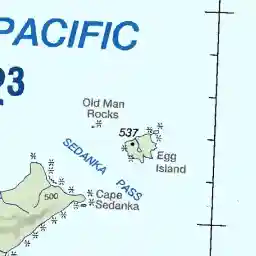 PACIFIC
23
Old Man
Rocks
537
SEDANKA PASS
Egg
Island
500
Cape
Sedanka